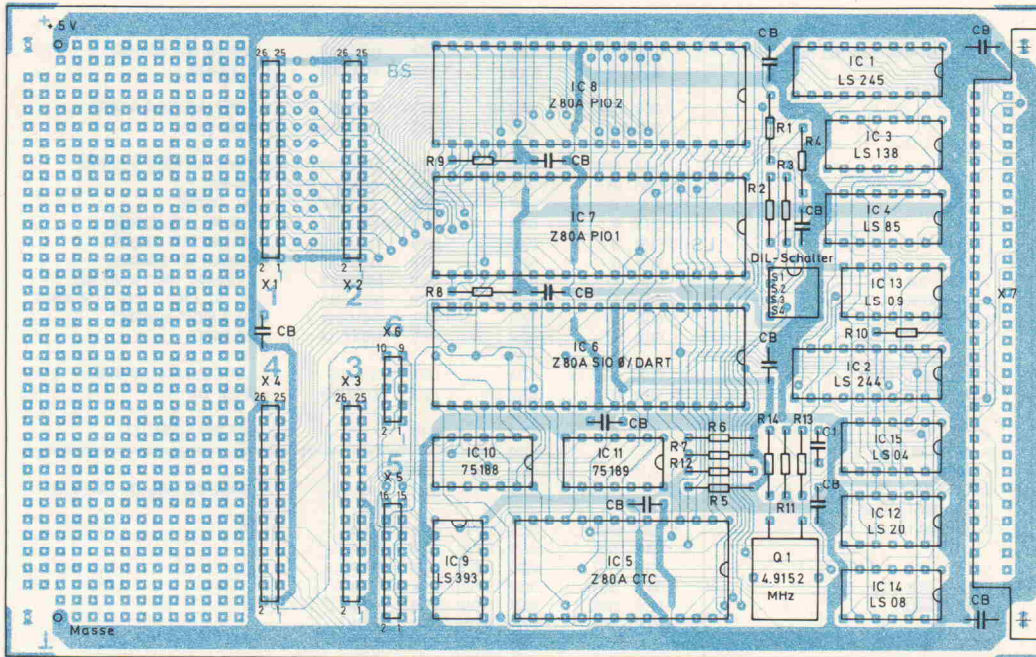 + 5 V
26 25
26 25
BS
CB
CB
IC 1
LS 245
IC 8
Z80A PIO 2
R1
R4
IC 3
LS 138
R9
CB
R3
R2
IC 7
Z80A PIO 1
CB
IC 4
LS 85
DIL-Schalter
S1
S2
S3
S4
IC 13
LS 09
X 7
2 1
X 1
2 1
X 2
1
2
R8
CB
CB
6
X 6
10 9
R10
IC 6
Z80A SIO 0/DART
CB
IC 2
LS 244
4
X 4
26 25
3
X 3
26 25
2 1
CB
R6
R14
R13
R7
R12
C1
IC 10
75188
IC 11
75189
IC 15
LS 04
5
X 5
16 15
CB
R5
R11
CB
IC 12
LS 20
IC 9
LS 393
IC 5
Z80A CTC
Q 1
4.9152
MHz
IC 14
LS 08
CB
2 1
2 1
2 1
Masse